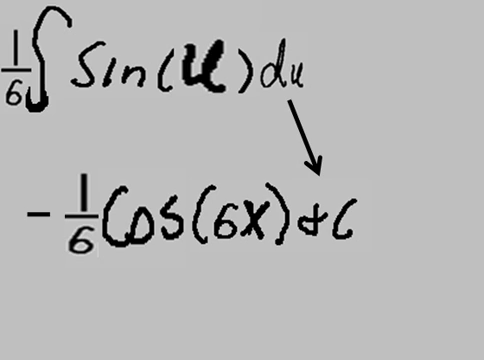 1/6 ∫ Sin(u) du
- 1/6 Cos(6x) + C